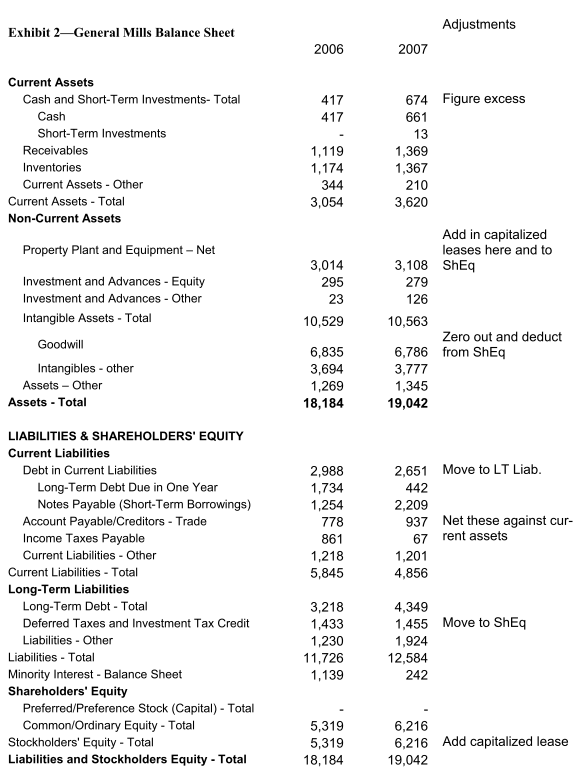 Adjustments
Exhibit 2—General Mills Balance Sheet
2006 2007
Current Assets
Cash and Short-Term Investments- Total 417 674 Figure excess
Cash 417 661
Short-Term Investments - 13
Receivables 1,119 1,369
Inventories 1,174 1,367
Current Assets - Other 344 210
Current Assets - Total 3,054 3,620
Non-Current Assets
Add in capitalized
Property Plant and Equipment – Net leases here and to
3,014 3,108 ShEq
Investment and Advances - Equity 295 279
Investment and Advances - Other 23 126
Intangible Assets - Total 10,529 10,563
Zero out and deduct
Goodwill 6,835 6,786 from ShEq
Intangibles - other 3,694 3,777
Assets – Other 1,269 1,345
Assets - Total 18,184 19,042
LIABILITIES & SHAREHOLDERS' EQUITY
Current Liabilities
Debt in Current Liabilities 2,988 2,651 Move to LT Liab.
Long-Term Debt Due in One Year 1,734 442
Notes Payable (Short-Term Borrowings) 1,254 2,209
Account Payable/Creditors - Trade 778 937 Net these against cur-
Income Taxes Payable 861 67 rent assets
Current Liabilities - Other 1,218 1,201
Current Liabilities - Total 5,845 4,856
Long-Term Liabilities
Long-Term Debt - Total 3,218 4,349
Deferred Taxes and Investment Tax Credit 1,433 1,455 Move to ShEq
Liabilities - Other 1,230 1,924
Liabilities - Total 11,726 12,584
Minority Interest - Balance Sheet 1,139 242
Shareholders' Equity
Preferred/Preference Stock (Capital) - Total - -
Common/Ordinary Equity - Total 5,319 6,216
Stockholders' Equity - Total 5,319 6,216 Add capitalized lease
Liabilities and Stockholders Equity - Total 18,184 19,042